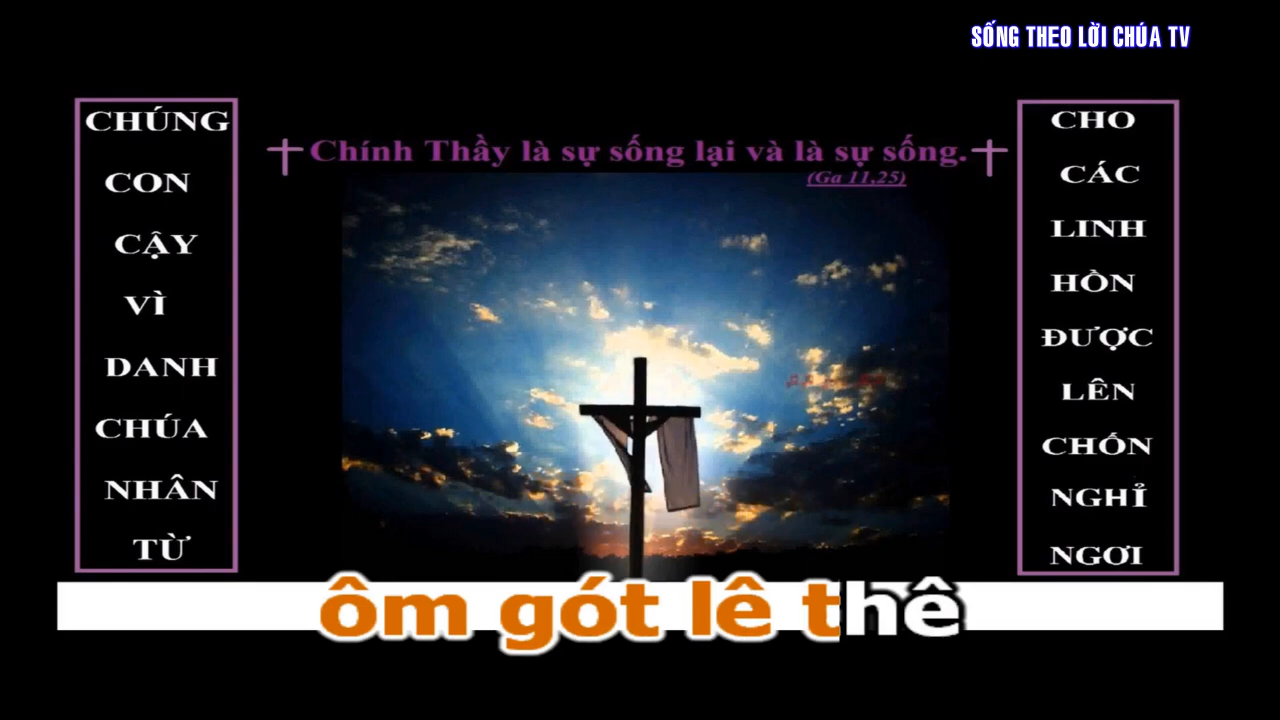 SỐNG THEO LỜI CHÚA TV
Chính Thầy là sự sống lại và là sự sống.
(Ga 11,25)
CHÚNG
CON
CẬY
VÌ
DANH
CHÚA
NHÂN
TỪ
CHO
CÁC
LINH
HỒN
ĐƯỢC
LÊN
CHỐN
NGHỈ
NGƠI
ôm gót lê thê